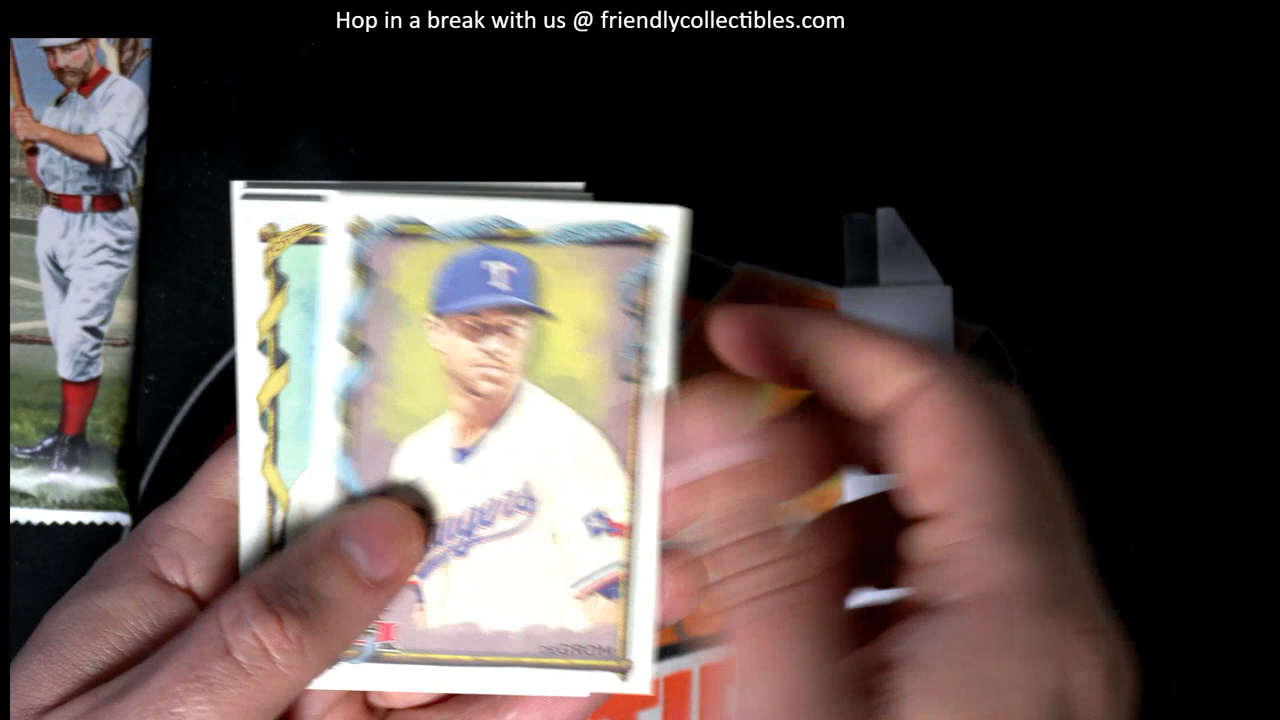 Hop in a break with us @ friendlycollectibles.com
T
Rangers
DEGROM